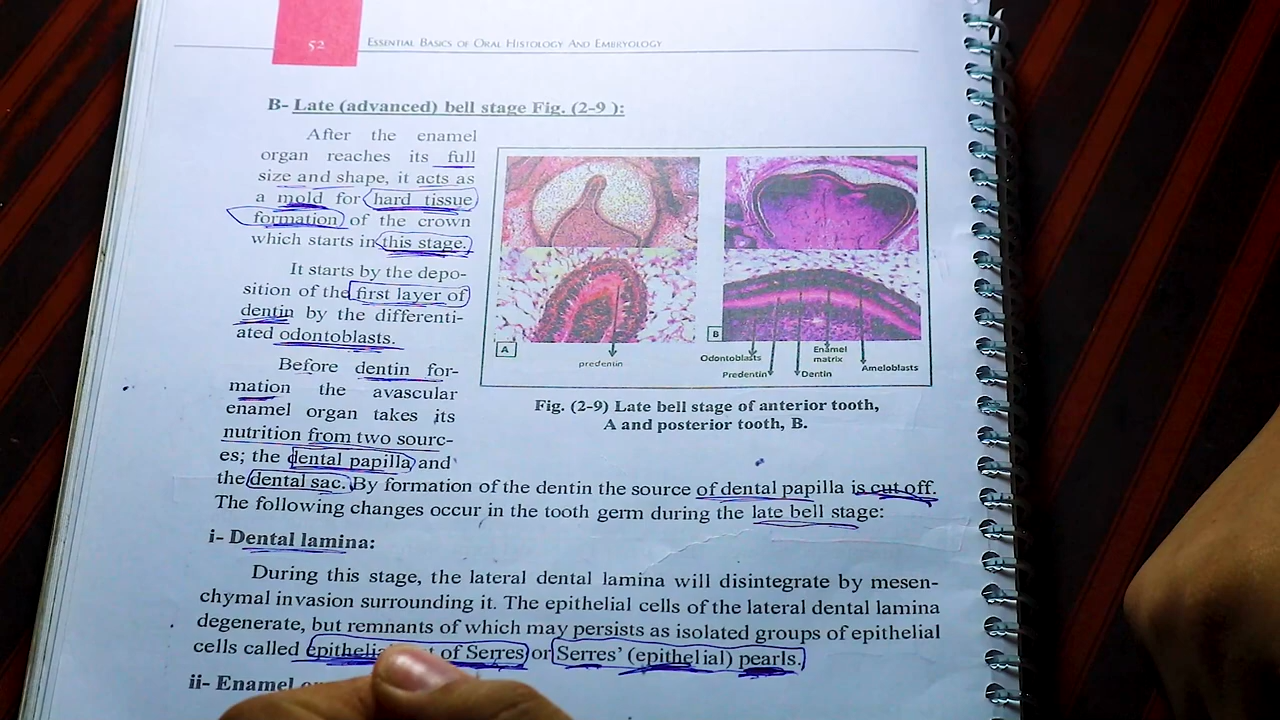 52
ESSENTIAL BASICS OF ORAL HISTOLOGY AND EMBRYOLOGY
B- Late (advanced) bell stage Fig. (2-9 ):
After the enamel
organ reaches its full
size and shape, it acts as
a mold for hard tissue
formation of the crown
which starts in this stage.
It starts by the depo-
sition of the first layer of
dentin by the differenti-
ated odontoblasts.
Before dentin for-
mation the avascular
enamel organ takes its
nutrition from two sourc-
es; the dental papilla and
the dental sac. By formation of the dentin the source of dental papilla is cut off.
The following changes occur in the tooth germ during the late bell stage:
A
predentin
B
Odontoblasts
Predentin
Dentin
Enamel
matrix
Ameloblasts
Fig. (2-9) Late bell stage of anterior tooth,
A and posterior tooth, B.
i- Dental lamina:
During this stage, the lateral dental lamina will disintegrate by mesen-
chymal invasion surrounding it. The epithelial cells of the lateral dental lamina
degenerate, but remnants of which may persists as isolated groups of epithelial
cells called of Serres or Serres' (epithelial) pearls.
ii- Enamel